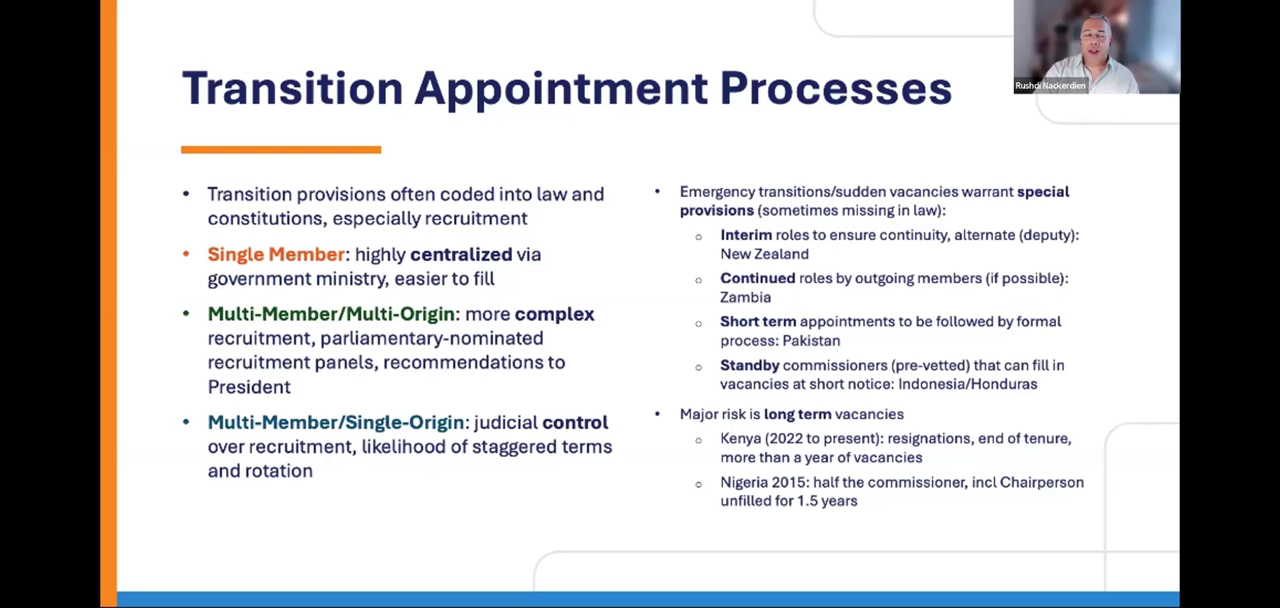 Transition Appointment Processes
Rushdi Nackerdien
• Transition provisions often coded into law and
constitutions, especially recruitment
• Single Member: highly centralized via
government ministry, easier to fill
• Multi-Member/Multi-Origin: more complex
recruitment, parliamentary-nominated
recruitment panels, recommendations to
President
• Multi-Member/Single-Origin: judicial control
over recruitment, likelihood of staggered terms
and rotation
• Emergency transitions/sudden vacancies warrant special
provisions (sometimes missing in law):
o Interim roles to ensure continuity, alternate (deputy):
New Zealand
o Continued roles by outgoing members (if possible):
Zambia
o Short term appointments to be followed by formal
process: Pakistan
o Standby commissioners (pre-vetted) that can fill in
vacancies at short notice: Indonesia/Honduras
• Major risk is long term vacancies
o Kenya (2022 to present): resignations, end of tenure,
more than a year of vacancies
o Nigeria 2015: half the commissioner, incl Chairperson
unfilled for 1.5 years